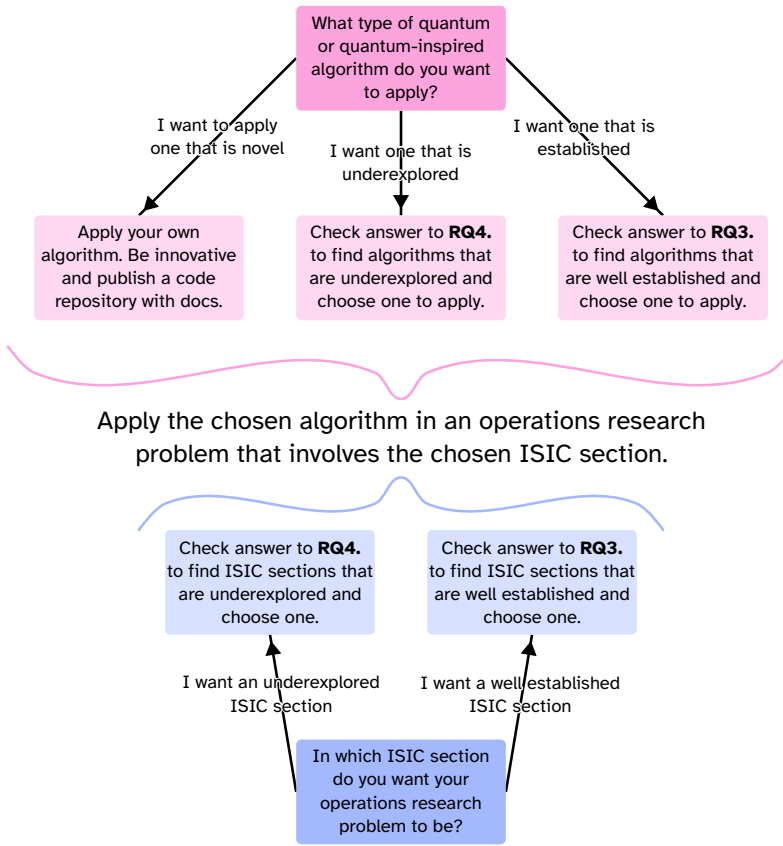 What type of quantum
or quantum-inspired
algorithm do you want
to apply?
I want to apply
one that is novel
I want one that is
underexplored
I want one that is
established
Apply your own
algorithm. Be innovative
and publish a code
repository with docs.
Check answer to RQ4.
to find algorithms that
are underexplored and
choose one to apply.
Check answer to RQ3.
to find algorithms that
are well established and
choose one to apply.
Apply the chosen algorithm in an operations research
problem that involves the chosen ISIC section.
Check answer to RQ4.
to find ISIC sections that
are underexplored and
choose one.
Check answer to RQ3.
to find ISIC sections that
are well established and
choose one.
I want an underexplored
ISIC section
I want a well established
ISIC section
In which ISIC section
do you want your
operations research
problem to be?